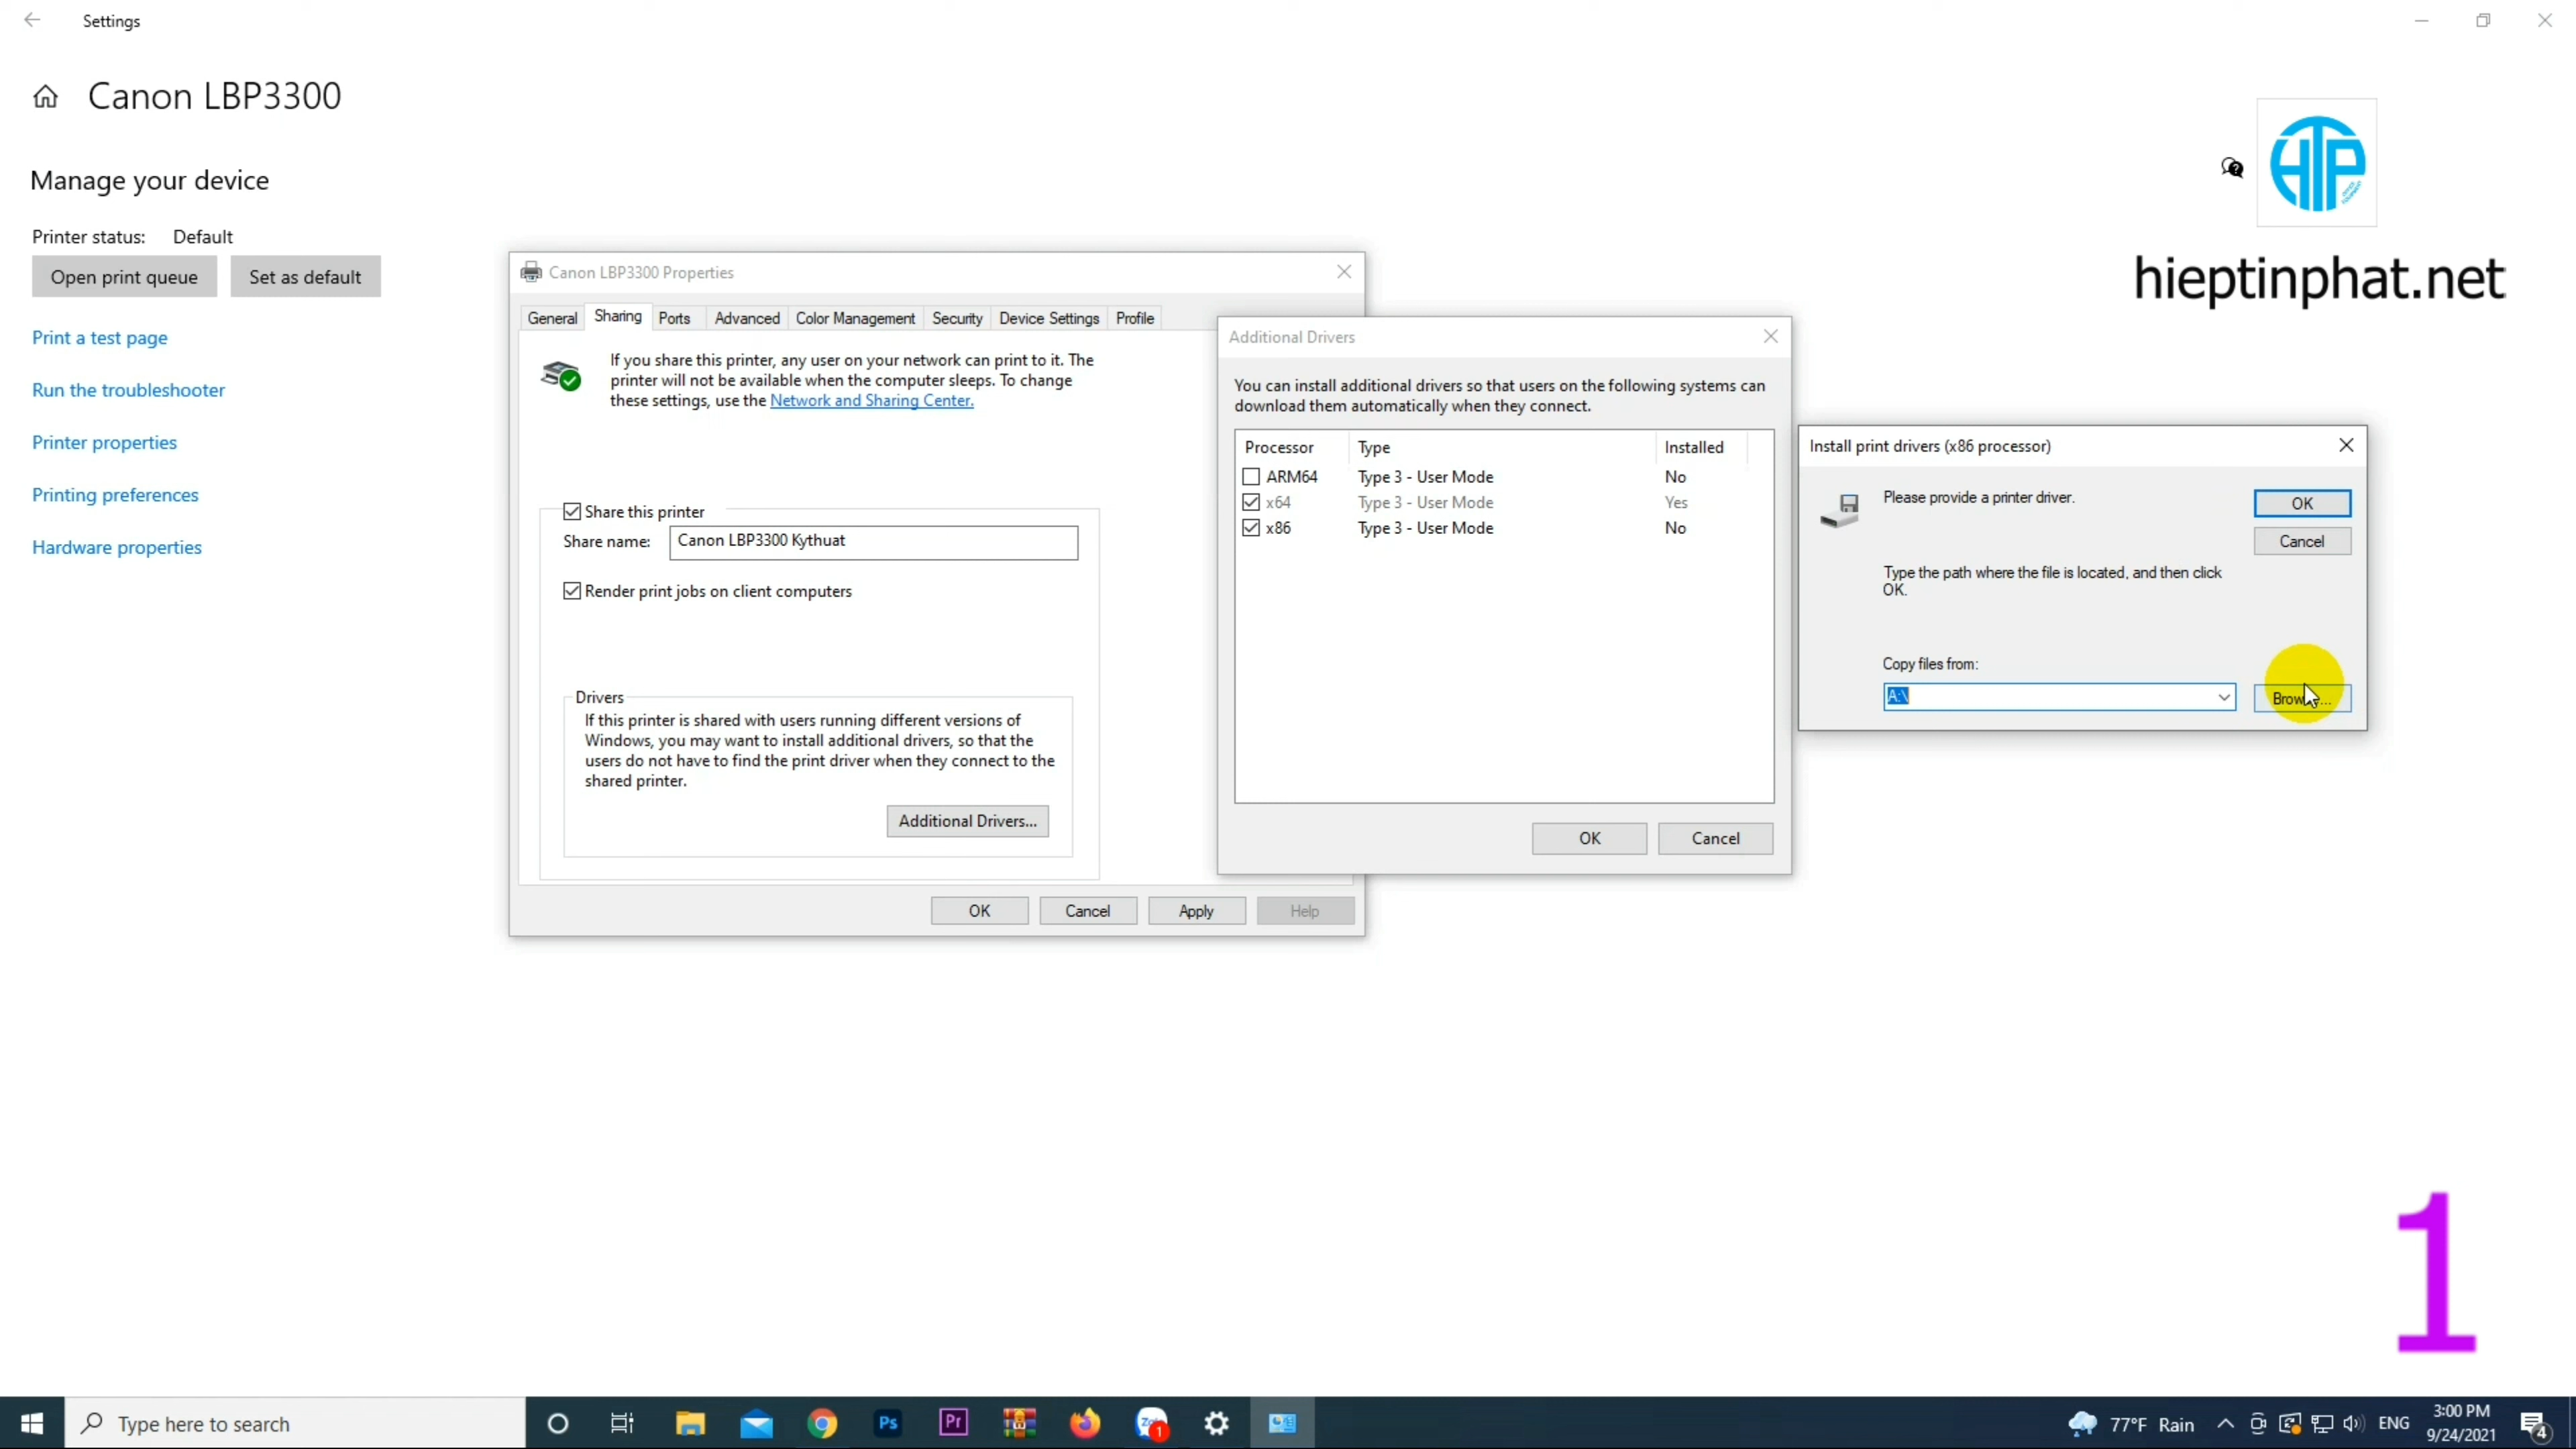 Settings
Canon LBP3300
Manage your device
Printer status: Default
Open print queue
Set as default
Print a test page
Run the troubleshooter
Printer properties
Printing preferences
Hardware properties
HTP
hieptinphat.net
Canon LBP3300 Properties
General Sharing Ports Advanced Color Management Security Device Settings Profile
If you share this printer, any user on your network can print to it. The
printer will not be available when the computer sleeps. To change
these settings, use the Network and Sharing Center.
Share this printer
Share name: Canon LBP3300 Kythuat
Render print jobs on client computers
Drivers
If this printer is shared with users running different versions of
Windows, you may want to install additional drivers, so that the
users do not have to find the print driver when they connect to the
shared printer.
Additional Drivers...
OK Cancel Apply Help
Additional Drivers
You can install additional drivers so that users on the following systems can
download them automatically when they connect.
Processor Type Installed
ARM64 Type 3 - User Mode No
x64 Type 3 - User Mode Yes
x86 Type 3 - User Mode No
OK Cancel
Install print drivers (x86 processor)
Please provide a printer driver.
OK
Cancel
Type the path where the file is located, and then click
OK.
Copy files from:
A:\
1
Type here to search
Ps
Pr
1
77°F Rain
ENG
3:00 PM
9/24/2021
4